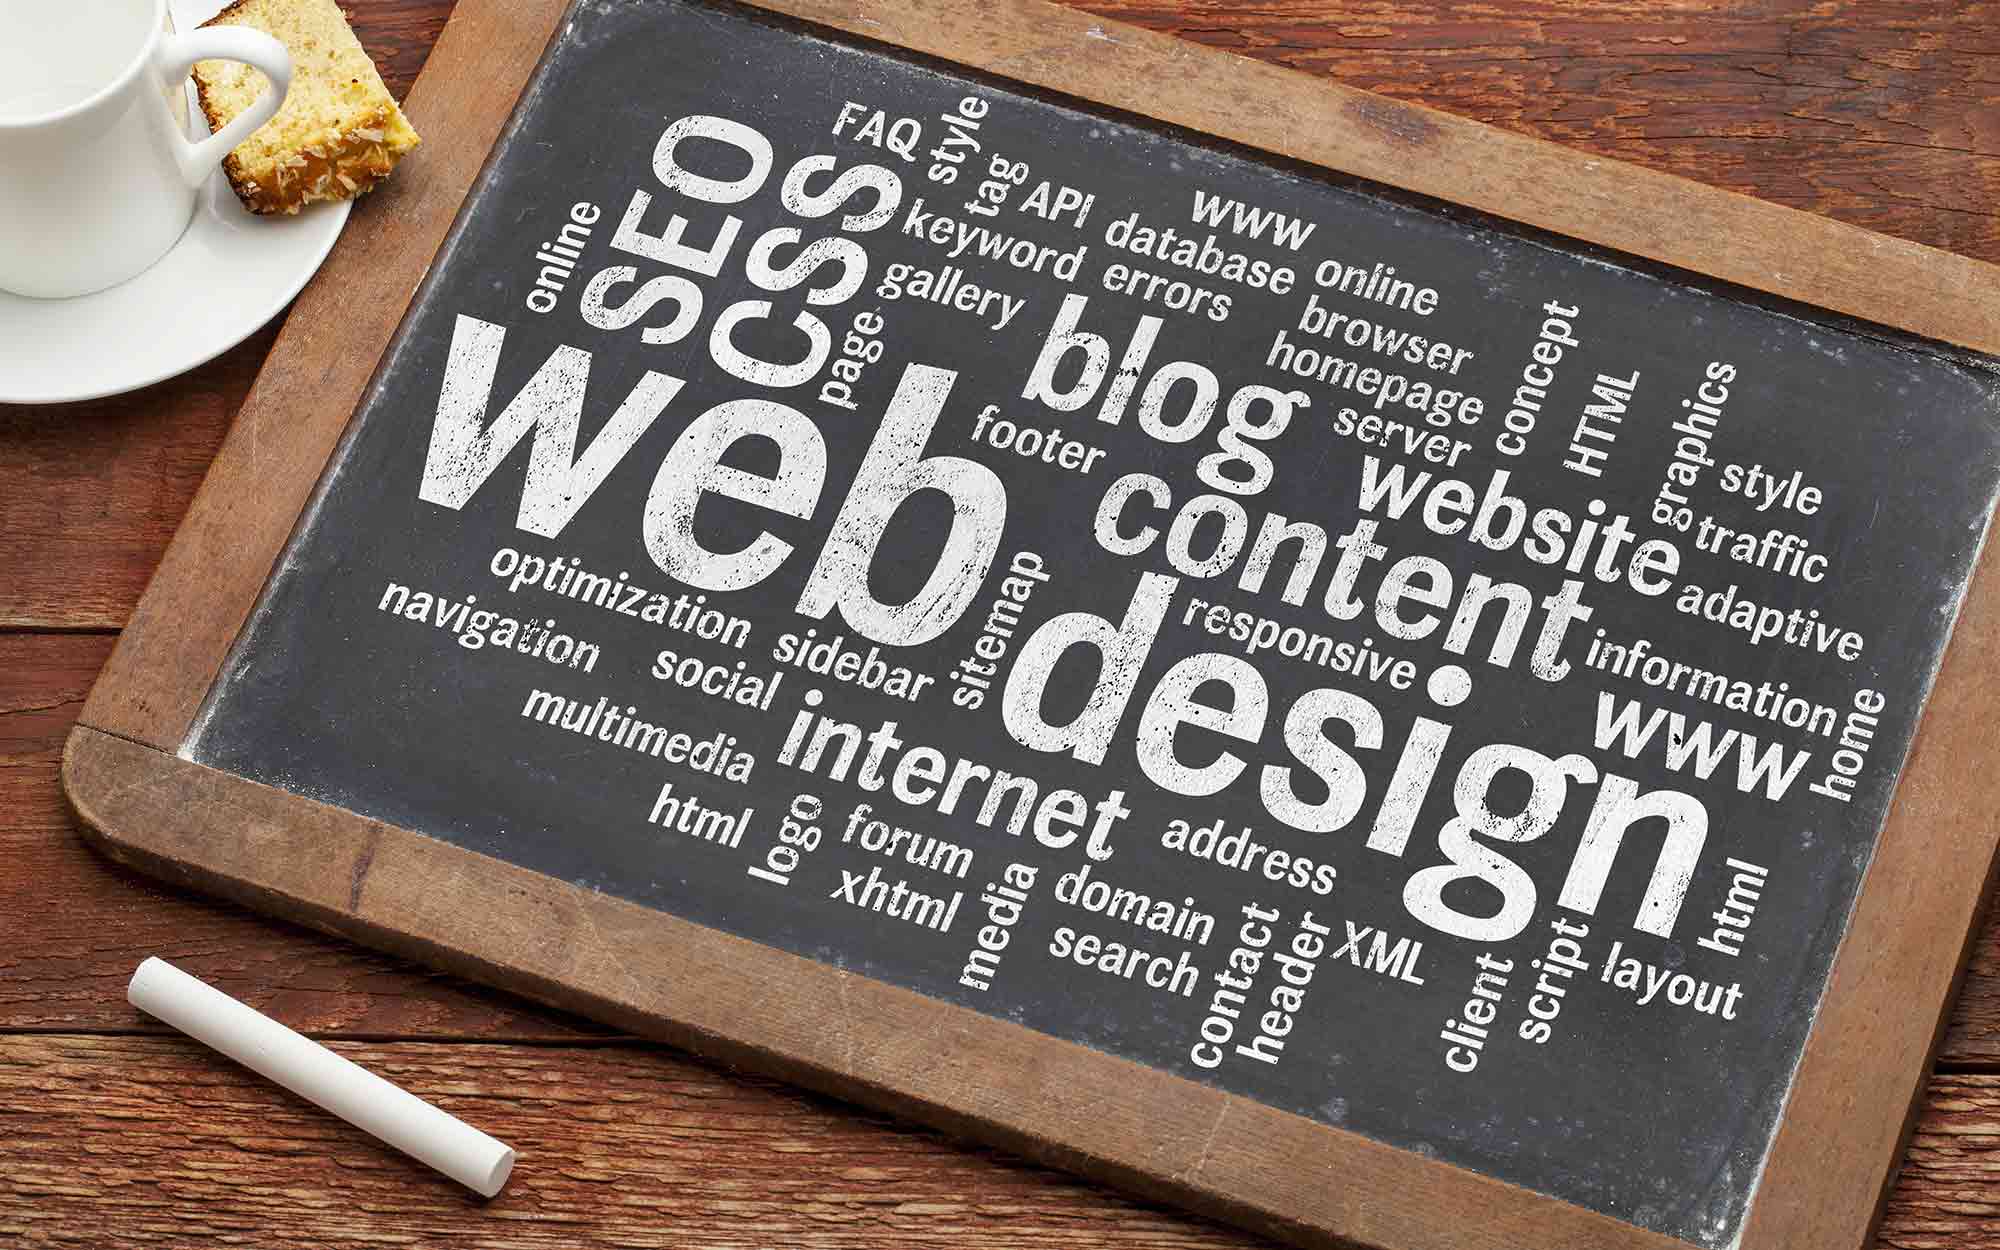 FAQ
style
tag
API
www
SEO
CSS
keyword
database
online
online
gallery
errors
browser
page
blog
homepage
concept
HTML
graphics
footer
server
style
web
content
website
traffic
optimization
sitemap
responsive
adaptive
navigation
sidebar
design
information
social
www
home
multimedia
internet
html
logo
forum
address
xhtml
media
domain
html
search
contact
header
XML
client
script
layout